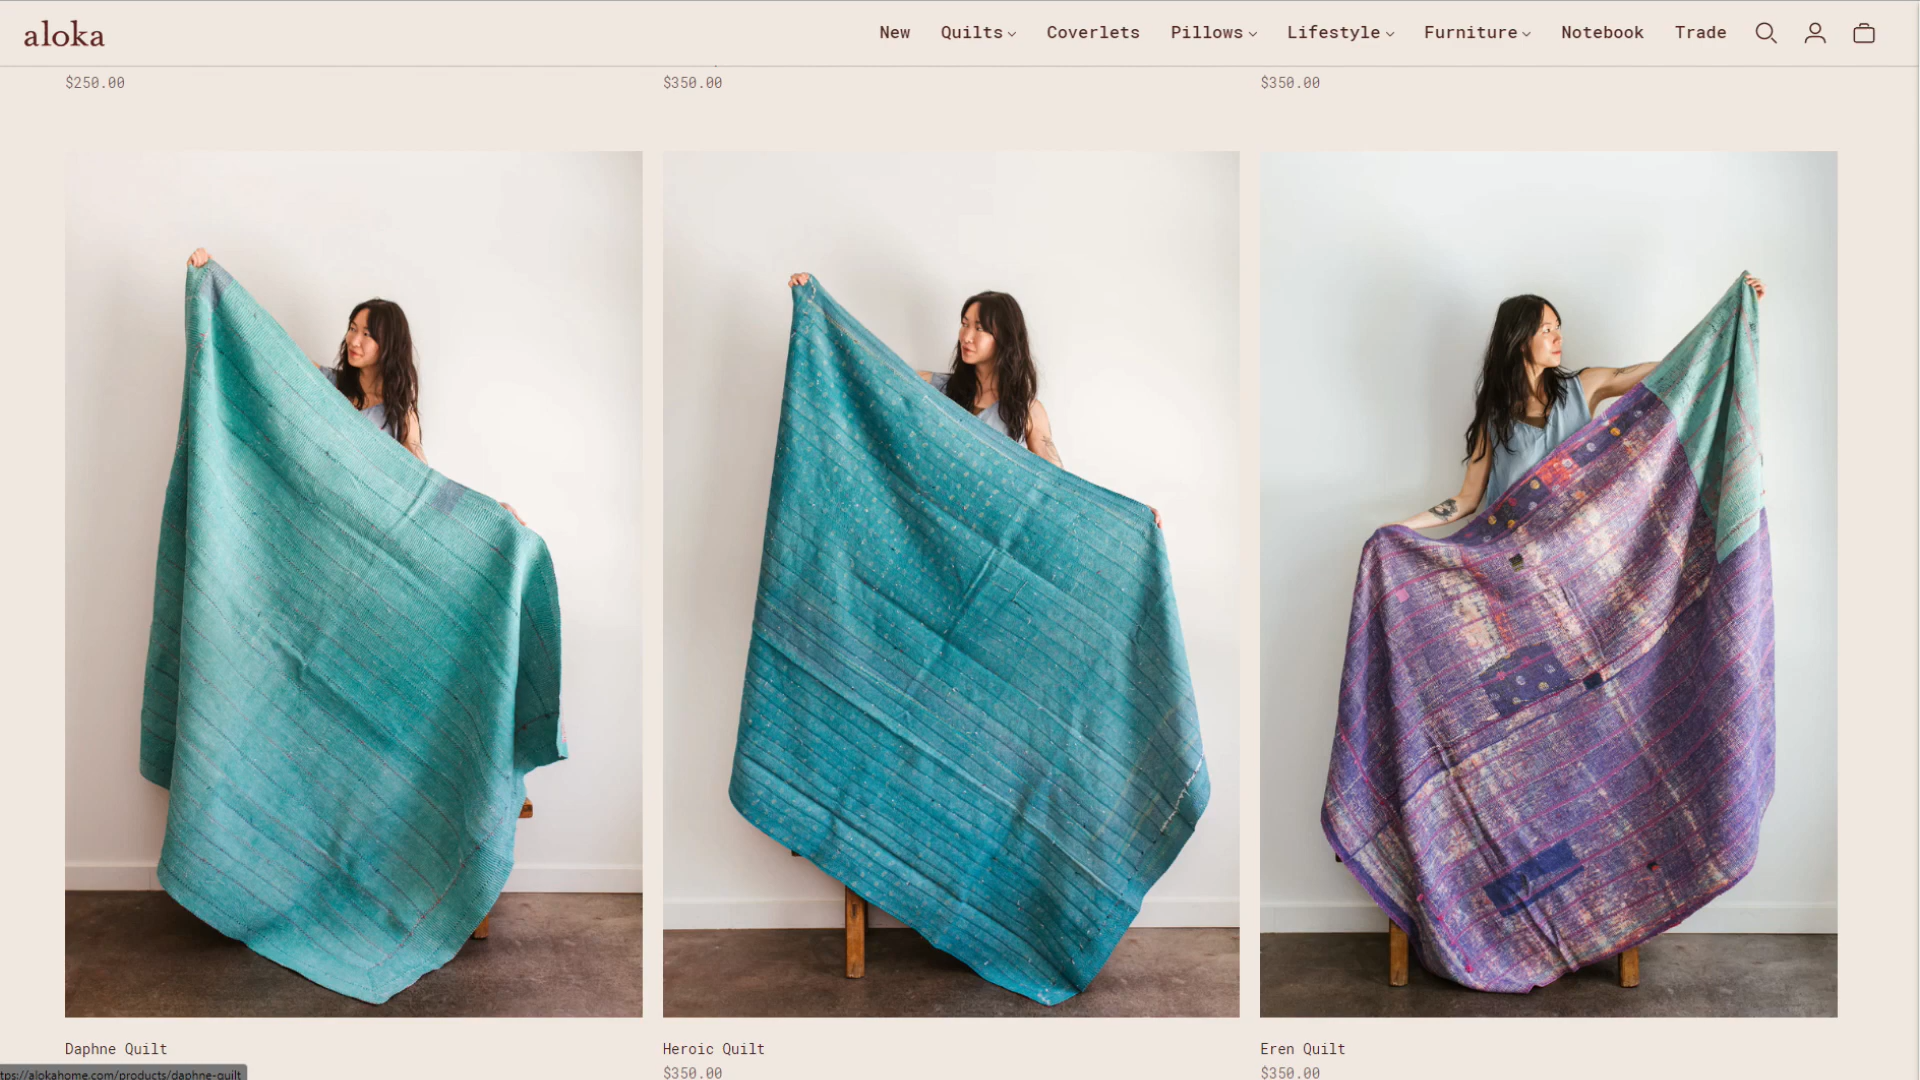 aloka
New Quilts Coverlets Pillows Lifestyle Furniture Notebook Trade
$250.00 $350.00 $350.00
Daphne Quilt Heroic Quilt Eren Quilt
$350.00 $350.00
tps://alokahome.com/products/daphne-quilt